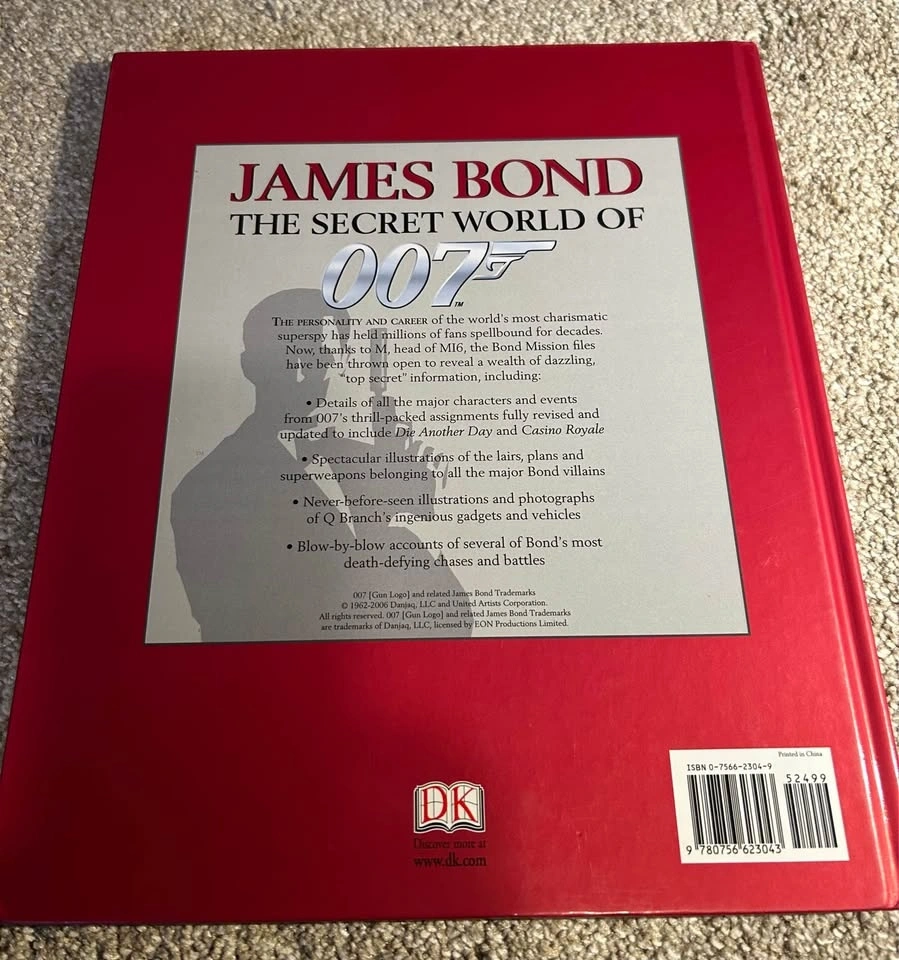 JAMES BOND
THE SECRET WORLD OF
007™
THE PERSONALITY AND CAREER of the world's most charismatic
superspy has held millions of fans spellbound for decades.
Now, thanks to M, head of MI6, the Bond Mission files
have been thrown open to reveal a wealth of dazzling,
"top secret" information, including:
• Details of all the major characters and events
from 007's thrill-packed assignments fully revised and
updated to include Die Another Day and Casino Royale
• Spectacular illustrations of the lairs, plans and
superweapons belonging to all the major Bond villains
• Never-before-seen illustrations and photographs
of Q Branch's ingenious gadgets and vehicles
• Blow-by-blow accounts of several of Bond's most
death-defying chases and battles
007 [Gun Logo] and related James Bond Trademarks
© 1962-2006 Danjaq, LLC and United Artists Corporation.
All rights reserved. 007 [Gun Logo] and related James Bond Trademarks
are trademarks of Danjaq, LLC, licensed by EON Productions Limited.
DK
Discover more at
www.dk.com
Printed in China
ISBN 0-7566-2304-9
52499
9 780756 623043